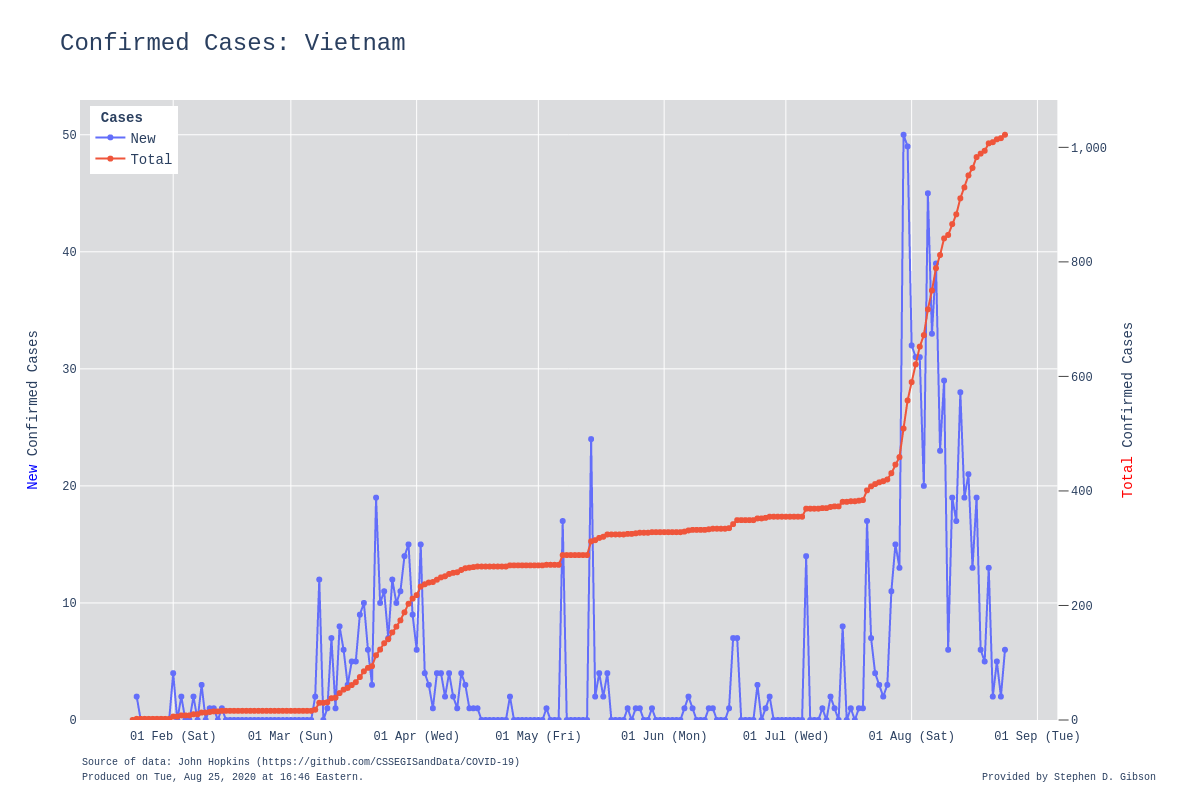 Confirmed Cases: Vietnam
Cases
New
Total
50
40
30
20
10
0
1,000
800
600
400
200
0
New Confirmed Cases
Total Confirmed Cases
01 Feb (Sat) 01 Mar (Sun) 01 Apr (Wed) 01 May (Fri) 01 Jun (Mon) 01 Jul (Wed) 01 Aug (Sat) 01 Sep (Tue)
Source of data: John Hopkins (https://github.com/CSSEGISandData/COVID-19)
Produced on Tue, Aug 25, 2020 at 16:46 Eastern.
Provided by Stephen D. Gibson